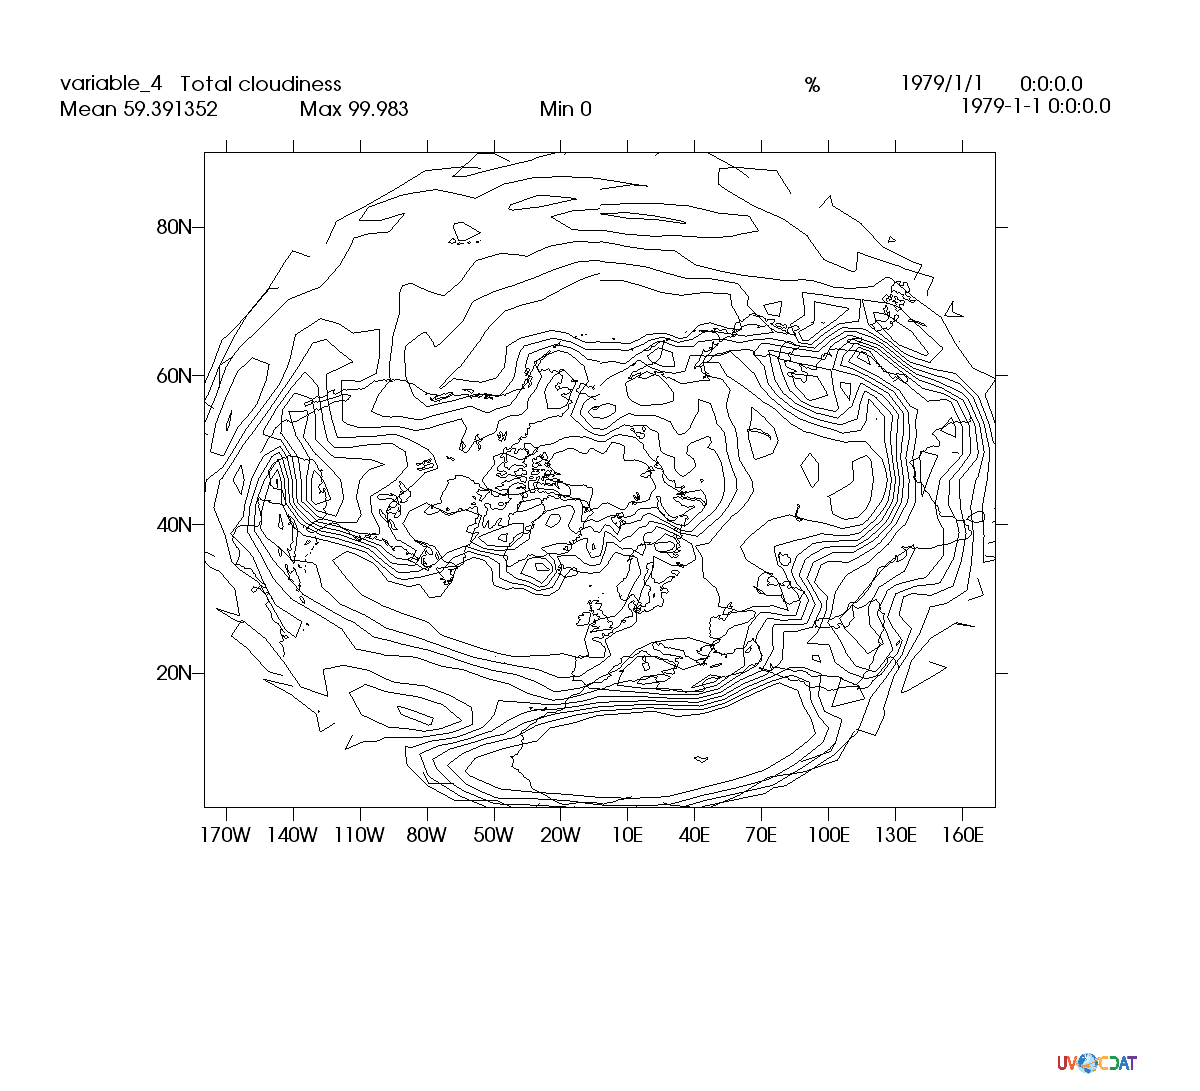 variable_4 Total cloudiness % 1979/1/1 0:0:0.0
Mean 59.391352 Max 99.983 Min 0 1979-1-1 0:0:0.0
80N
60N
40N
20N
170W 140W 110W 80W 50W 20W 10E 40E 70E 100E 130E 160E
UV CDAT